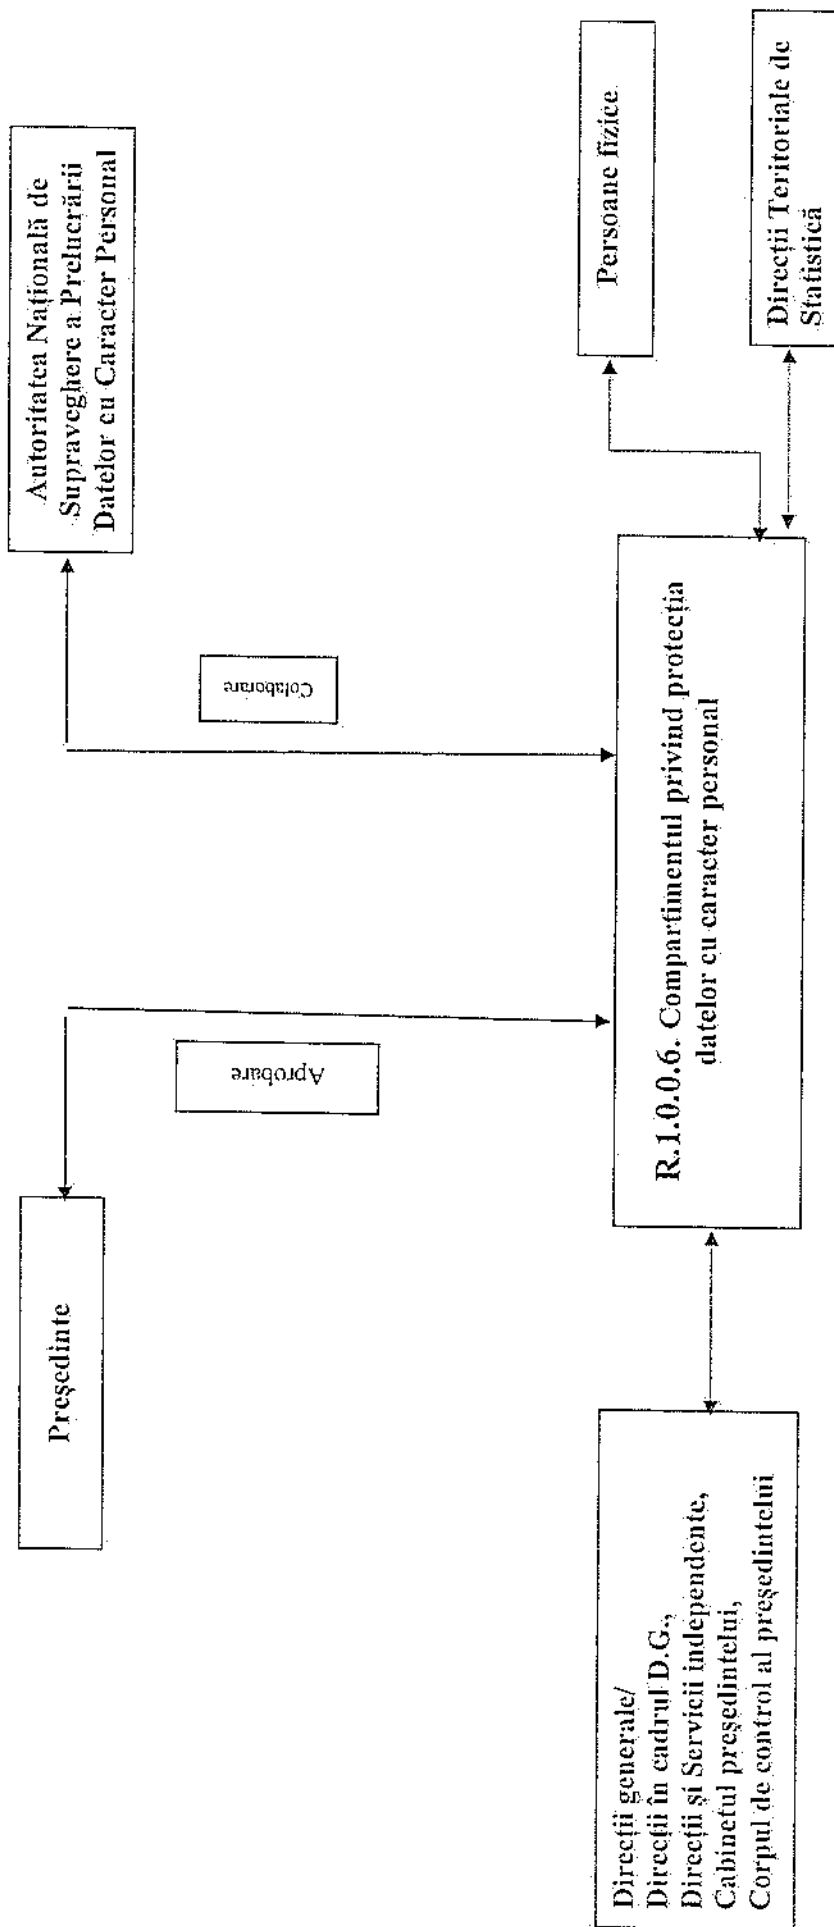 Președinte
Autoritatea Națională de
Supraveghere a Prelucrării
Datelor cu Caracter Personal
Aprobare
Colaborare
Direcții generale/
Direcții în cadrul D.G.,
Direcții și Servicii independente,
Cabinetul președintelui,
Corpul de control al președintelui
R.1.0.0.6. Compartimentul privind protecția
datelor cu caracter personal
Persoane fizice
Direcții Teritoriale de
Statistică